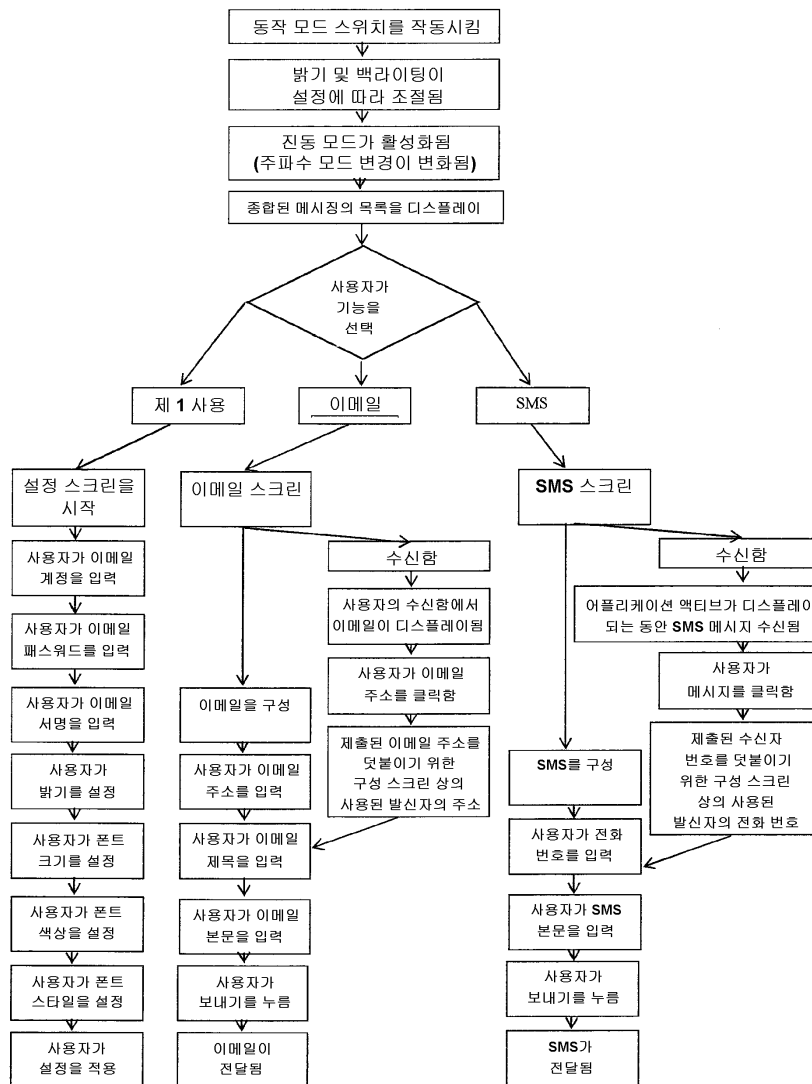 동작 모드 스위치를 작동시킴
밝기 및 백라이팅이
설정에 따라 조절됨
진동 모드가 활성화됨
(주파수 모드 변경이 변화됨)
종합된 메시징의 목록을 디스플레이
사용자가
기능을
선택
제 1 사용
이메일
SMS
설정 스크린을
시작
사용자가 이메일
계정을 입력
사용자가 이메일
패스워드를 입력
사용자가 이메일
서명을 입력
사용자가
밝기를 설정
사용자가 폰트
크기를 설정
사용자가 폰트
색상을 설정
사용자가 폰트
스타일을 설정
사용자가
설정을 적용
이메일 스크린
수신함
사용자의 수신함에서
이메일이 디스플레이됨
사용자가 이메일
주소를 클릭함
제출된 이메일 주소를
덧붙이기 위한
구성 스크린 상의
사용된 발신자의 주소
이메일을 구성
사용자가 이메일
주소를 입력
사용자가 이메일
제목을 입력
사용자가 이메일
본문을 입력
사용자가
보내기를 누름
이메일이
전달됨
SMS 스크린
수신함
어플리케이션 액티브가 디스플레이
되는 동안 SMS 메시지 수신됨
사용자가
메시지를 클릭함
제출된 수신자
번호를 덧붙이기
위한 구성 스크린
상의 사용된
발신자의 전화 번호
SMS를 구성
사용자가 전화
번호를 입력
사용자가 SMS
본문을 입력
사용자가
보내기를 누름
SMS가
전달됨